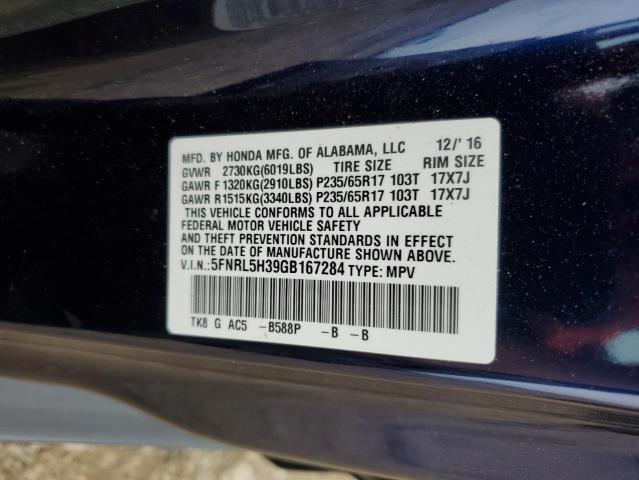 MFD. BY HONDA MFG. OF ALABAMA, LLC 12/'16
GVWR 2730KG(6019LBS) TIRE SIZE RIM SIZE
GAWR F 1320KG(2910LBS) P235/65R17 103T 17X7J
GAWR R1515KG(3340LBS) P235/65R17 103T 17X7J
THIS VEHICLE CONFORMS TO ALL APPLICABLE
FEDERAL MOTOR VEHICLE SAFETY
AND THEFT PREVENTION STANDARDS IN EFFECT
ON THE DATE OF MANUFACTURE SHOWN ABOVE.
V.I.N.: 5FNRL5H39GB167284 TYPE: MPV
TK8 G AC5 -B588P -B -B